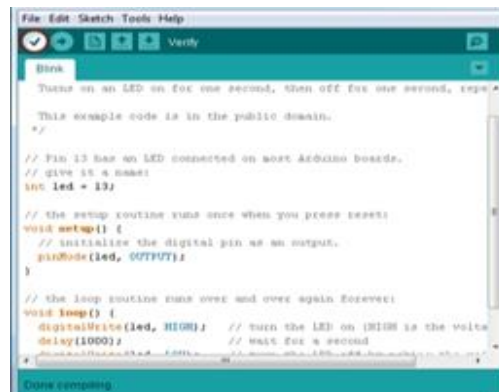 File Edit Sketch Tools Help
Verify
Blink
Turns on an LED on for one second, then off for one second, repe
This example code is in the public domain.
*/
// Pin 13 has an LED connected on most Arduino boards.
// give it a name:
int led = 13;
// the setup routine runs once when you press reset:
void setup() {
// initialize the digital pin as an output.
pinMode(led, OUTPUT);
}
// the loop routine runs over and over again forever:
void loop() {
digitalWrite(led, HIGH); // turn the LED on (HIGH is the volta
delay(1000); // wait for a second
Done compiling.